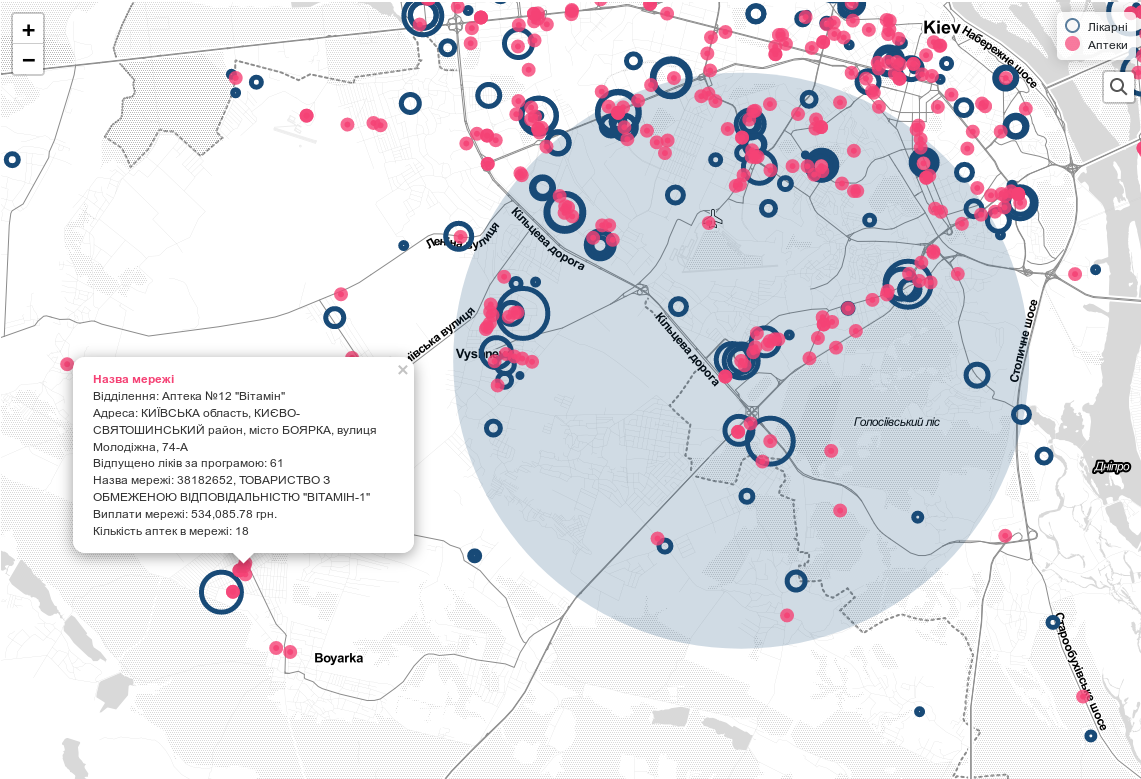 +
−
Kiev
Набережне шосе
Лікарні
Аптеки
Кільцева дорога
вулиця
Столичне шосе
Кільцева дорога
ївська вулиця
Голосіївський ліс
Дніпро
×
Назва мережі
Відділення: Аптека №12 "Вітамін"
Адреса: КИЇВСЬКА область, КИЄВО-
СВЯТОШИНСЬКИЙ район, місто БОЯРКА, вулиця
Молодіжна, 74-А
Відпущено ліків за програмою: 61
Назва мережі: 38182652, ТОВАРИСТВО З
ОБМЕЖЕНОЮ ВІДПОВІДАЛЬНІСТЮ "ВІТАМІН-1"
Виплати мережі: 534,085.78 грн.
Кількість аптек в мережі: 18
Boyarka
Старообухівське шосе